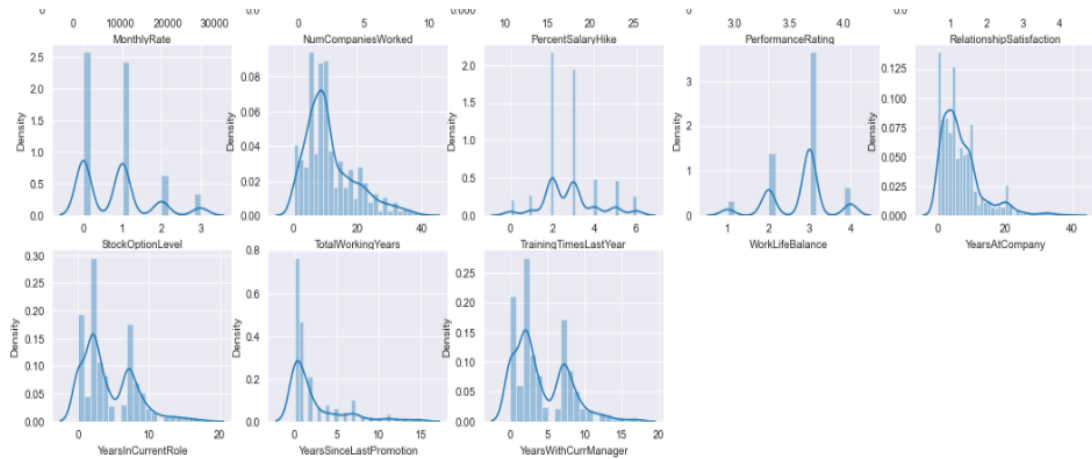 0 10000 20000 30000 0 5 10 0.000 10 15 20 25 3.0 3.5 4.0 0.0 1 2 3 4
MonthlyRate NumCompaniesWorked PercentSalaryHike PerformanceRating RelationshipSatisfaction
2.5 2.0 1.5 1.0 0.5 0.0
Density
0 1 2 3
StockOptionLevel
0.08 0.06 0.04 0.02 0.00
Density
0 20 40
TotalWorkingYears
2.0 1.5 1.0 0.5 0.0
Density
0 1 2 3 4 5 6
TrainingTimesLastYear
3 2 1 0
Density
1 2 3 4
WorkLifeBalance
0.125 0.100 0.075 0.050 0.025 0.000
Density
0 20 40
YearsAtCompany
0.30 0.25 0.20 0.15 0.10 0.05 0.00
Density
0 10 20
YearsInCurrentRole
0.8 0.6 0.4 0.2 0.0
Density
0 5 10 15
YearsSinceLastPromotion
0.25 0.20 0.15 0.10 0.05 0.00
Density
0 5 10 15 20
YearsWithCurrManager